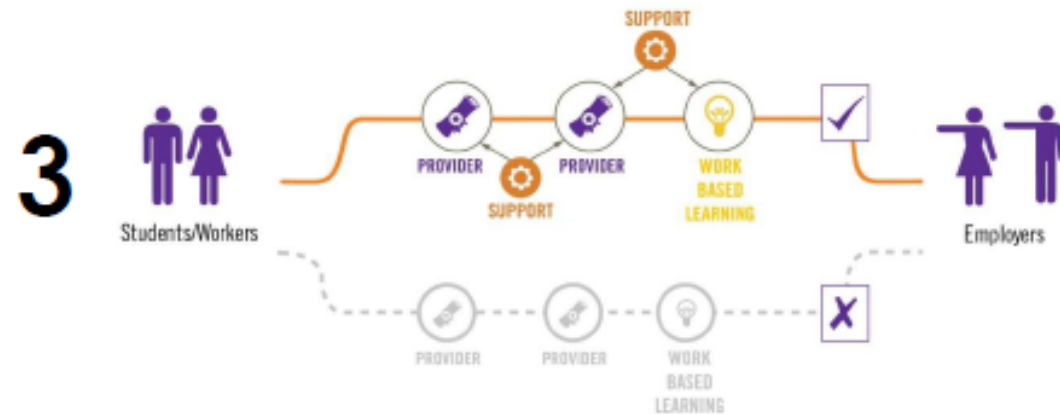 SUPPORT
3
PROVIDER
PROVIDER
WORK
BASED
LEARNING
SUPPORT
Students/Workers
Employers
PROVIDER
PROVIDER
WORK
BASED
LEARNING